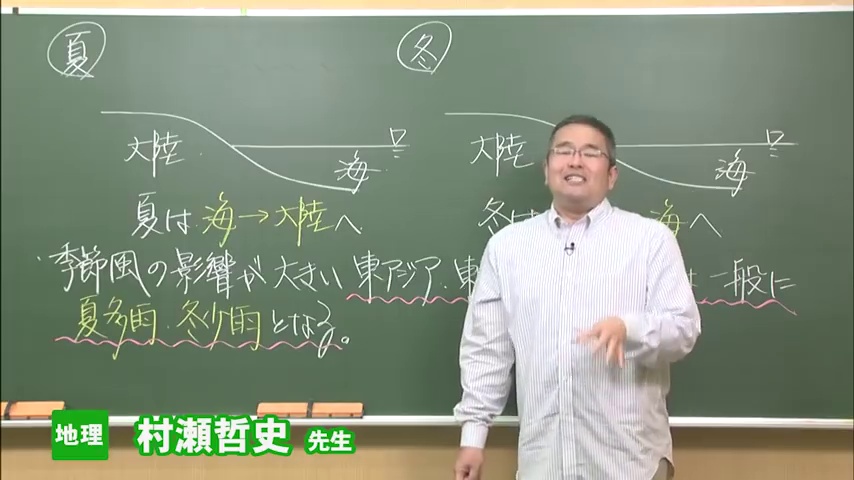 夏
冬
大陸
海
大陸
海
夏は 海→大陸へ
冬は 海へ
・季節風の影響が大きい 東アジア・東 は 一般に
夏多雨・冬少雨となる。
地理 村瀬哲史 先生